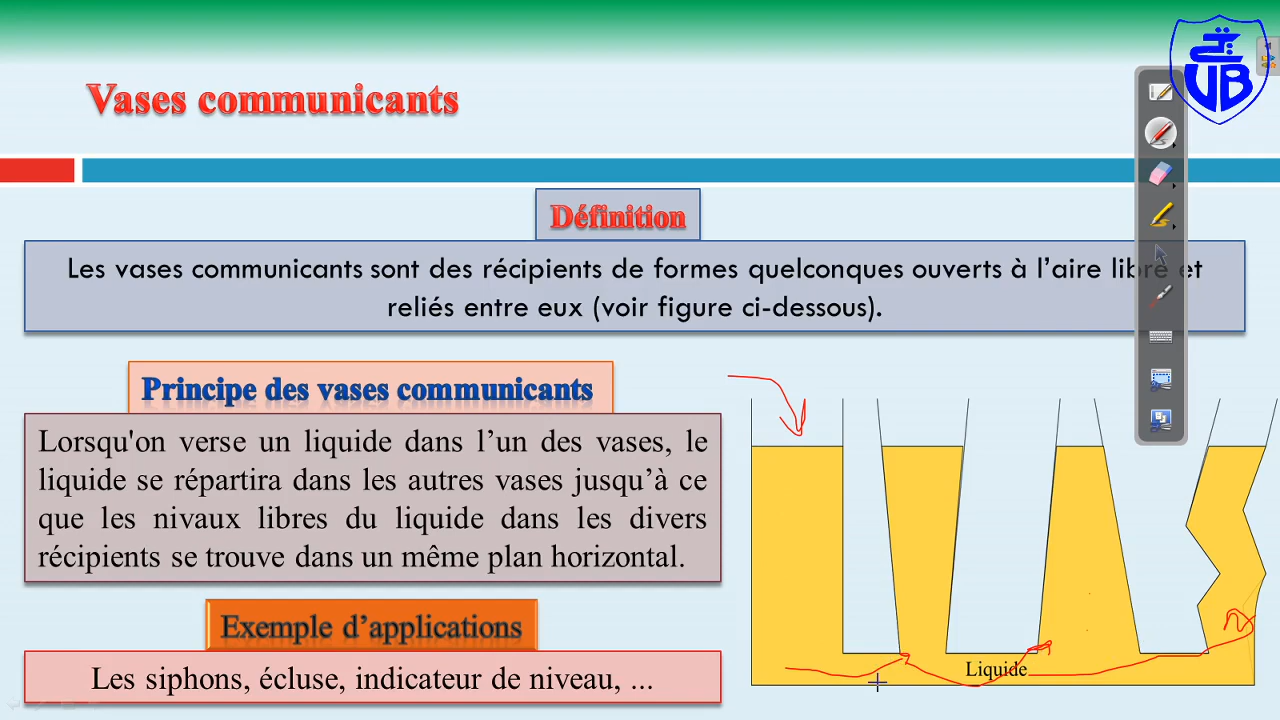 Vases communicants
UB
Définition
Les vases communicants sont des récipients de formes quelconques ouverts à l’aire libre et
reliés entre eux (voir figure ci-dessous).
Principe des vases communicants
Lorsqu'on verse un liquide dans l’un des vases, le
liquide se répartira dans les autres vases jusqu’à ce
que les nivaux libres du liquide dans les divers
récipients se trouve dans un même plan horizontal.
Exemple d’applications
Les siphons, écluse, indicateur de niveau, ...
Liquide